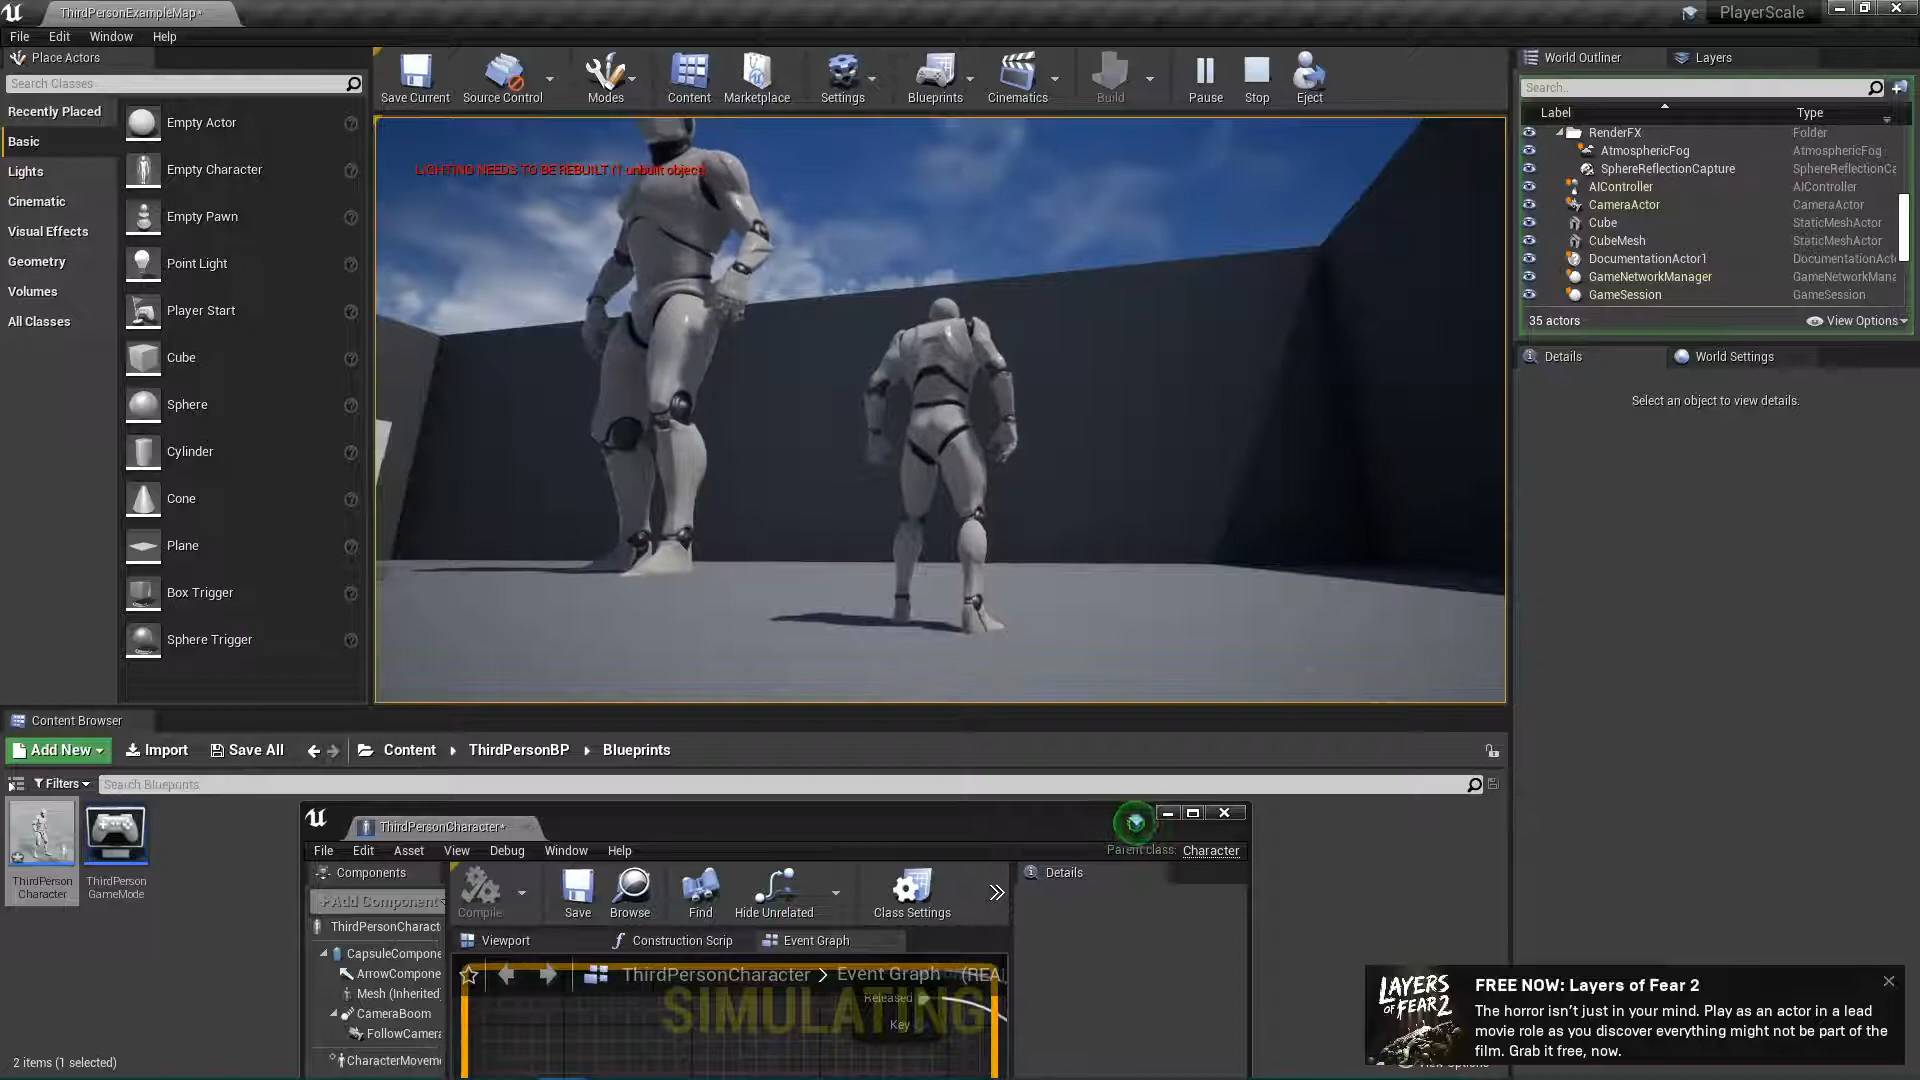 ThirdPersonExampleMap*
PlayerScale
File Edit Window Help
Place Actors
Search Classes
Recently Placed
Basic
Lights
Cinematic
Visual Effects
Geometry
Volumes
All Classes
Empty Actor
Empty Character
Empty Pawn
Point Light
Player Start
Cube
Sphere
Cylinder
Cone
Plane
Box Trigger
Sphere Trigger
Save Current
Source Control
Modes
Content
Marketplace
Settings
Blueprints
Cinematics
Build
Pause
Stop
Eject
LIGHTING NEEDS TO BE REBUILT (1 unbuilt object)
World Outliner
Layers
Search..
Label Type
RenderFX Folder
AtmosphericFog AtmosphericFog
SphereReflectionCapture SphereReflectionCa
AIController AIController
CameraActor CameraActor
Cube StaticMeshActor
CubeMesh StaticMeshActor
DocumentationActor1 DocumentationActo
GameNetworkManager GameNetworkMana
GameSession GameSession
35 actors
View Options
Details
World Settings
Select an object to view details.
Content Browser
Add New
Import
Save All
Content
ThirdPersonBP
Blueprints
Filters
Search Blueprints
ThirdPerson
Character
ThirdPerson
GameMode
2 items (1 selected)
ThirdPersonCharacter*
File Edit Asset View Debug Window Help
Parent class: Character
Components
+Add Component
ThirdPersonCharact
CapsuleCompone
ArrowCompone
Mesh (Inherited)
CameraBoom
FollowCamera
CharacterMovem
Compile
Save
Browse
Find
Hide Unrelated
Class Settings
Details
Viewport
Construction Scrip
Event Graph
ThirdPersonCharacter > Event Graph (REA
SIMULATING
Released
Key
LAYERS
OF FEAR 2
FREE NOW: Layers of Fear 2
The horror isn't just in your mind. Play as an actor in a lead
movie role as you discover everything might not be part of the
film. Grab it free, now.
View Options